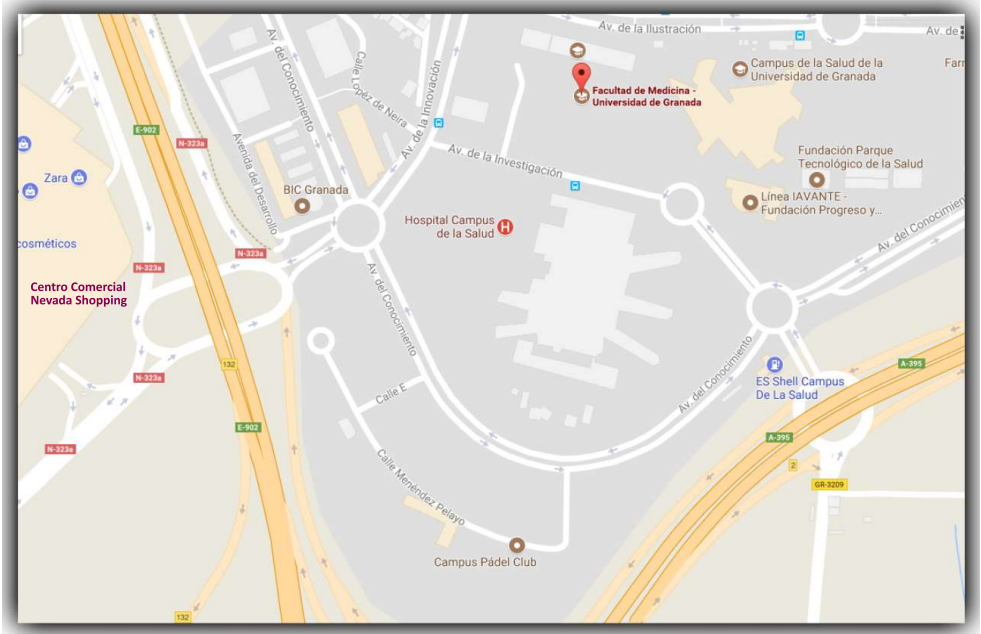 Av. de la Ilustración
Av. de
Av. del Conocimiento
Calle Lopéz de Neira
Av. de la Innovación
Campus de la Salud de la
Universidad de Granada
Farr
Facultad de Medicina -
Universidad de Granada
E-902
N-323a
Avenida del Desarrollo
Av. de la Investigación
Fundación Parque
Tecnológico de la Salud
Zara
BIC Granada
Línea IAVANTE -
Fundación Progreso y...
Hospital Campus
de la Salud
H
Av. del Conocimiento
cosméticos
N-323a
N-323a
Centro Comercial
Nevada Shopping
Av. del Conocimiento
132
N-323a
Av. del Conocimiento
ES Shell Campus
De La Salud
A-395
Calle E
E-902
A-395
N-323a
Calle Menéndez Pelayo
2
GR-3209
Campus Pádel Club
132